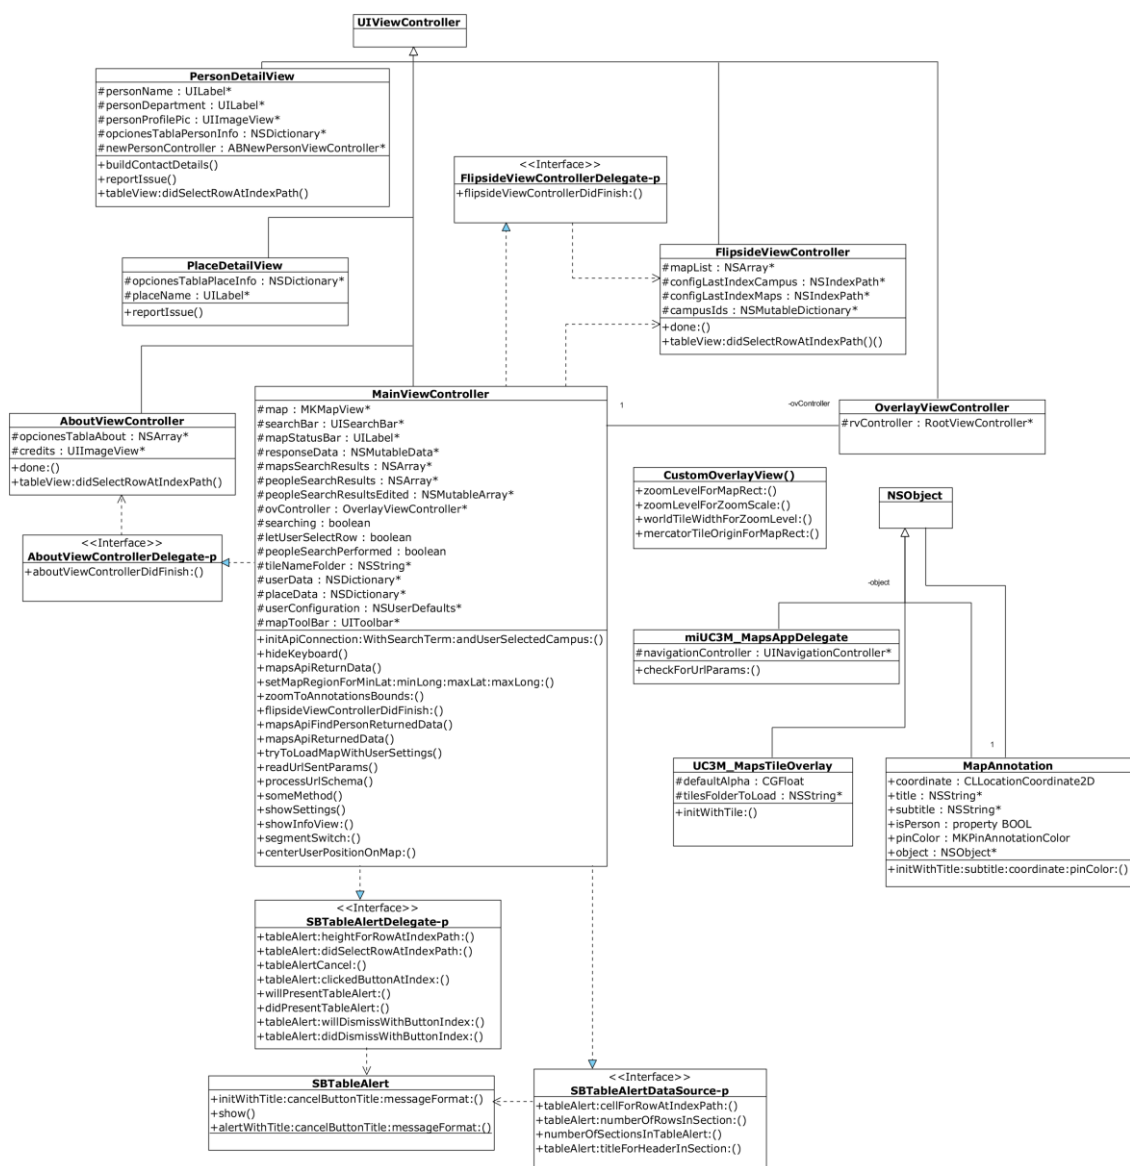 UIViewController
PersonDetailView
#personName : UILabel*
#personDepartment : UILabel*
#personProfilePic : UIImageView*
#opcionesTablaPersonInfo : NSDictionary*
#newPersonController : ABNewPersonViewController*
+buildContactDetails()
+reportIssue()
+tableView:didSelectRowAtIndexPath()
<<Interface>>
FlipsideViewControllerDelegate-p
+flipsideViewControllerDidFinish:()
PlaceDetailView
#opcionesTablaPlaceInfo : NSDictionary*
#placeName : UILabel*
+reportIssue()
FlipsideViewController
#mapList : NSArray*
#configLastIndexCampus : NSIndexPath*
#configLastIndexMaps : NSIndexPath*
#campusIds : NSMutableDictionary*
+done:()
+tableView:didSelectRowAtIndexPath()()
AboutViewController
#opcionesTablaAbout : NSArray*
#credits : UIImageView*
+done:()
+tableView:didSelectRowAtIndexPath()
<<Interface>>
AboutViewControllerDelegate-p
+aboutViewControllerDidFinish:()
MainViewController
#map : MKMapView*
#searchBar : UISearchBar*
#mapStatusBar : UILabel*
#responseData : NSMutableData*
#mapsSearchResults : NSArray*
#peopleSearchResults : NSArray*
#peopleSearchResultsEdited : NSMutableArray*
#ovController : OverlayViewController*
#searching : boolean
#letUserSelectRow : boolean
#peopleSearchPerformed : boolean
#tileNameFolder : NSString*
#userData : NSDictionary*
#placeData : NSDictionary*
#userConfiguration : NSUserDefaults*
#mapToolBar : UIToolbar*
+initApiConnection:WithSearchTerm:andUserSelectedCampus:()
+hideKeyboard()
+mapsApiReturnData()
+setMapRegionForMinLat:minLong:maxLat:maxLong:()
+zoomToAnnotationsBounds:()
+flipsideViewControllerDidFinish:()
+mapsApiFindPersonReturnedData()
+mapsApiReturnedData()
+tryToLoadMapWithUserSettings()
+readUrlSentParams()
+processUrlSchema()
+someMethod()
+showSettings()
+showInfoView:()
+segmentSwitch:()
+centerUserPositionOnMap:()
1
-ovController
OverlayViewController
#rvController : RootViewController*
CustomOverlayView()
+zoomLevelForMapRect:()
+zoomLevelForZoomScale:()
+worldTileWidthForZoomLevel:()
+mercatorTileOriginForMapRect:()
NSObject
-object
miUC3M_MapsAppDelegate
#navigationController : UINavigationController*
+checkForUrlParams:()
1
UC3M_MapsTileOverlay
#defaultAlpha : CGFloat
#tilesFolderToLoad : NSString*
+initWithTile:()
MapAnnotation
+coordinate : CLLocationCoordinate2D
+title : NSString*
+subtitle : NSString*
+isPerson : property BOOL
+pinColor : MKPinAnnotationColor
+object : NSObject*
+initWithTitle:subtitle:coordinate:pinColor:()
<<Interface>>
SBTableAlertDelegate-p
+tableAlert:heightForRowAtIndexPath:()
+tableAlert:didSelectRowAtIndexPath:()
+tableAlertCancel:()
+tableAlert:clickedButtonAtIndex:()
+willPresentTableAlert:()
+didPresentTableAlert:()
+tableAlert:willDismissWithButtonIndex:()
+tableAlert:didDismissWithButtonIndex:()
SBTableAlert
+initWithTitle:cancelButtonTitle:messageFormat:()
+show()
+alertWithTitle:cancelButtonTitle:messageFormat:()
<<Interface>>
SBTableAlertDataSource-p
+tableAlert:cellForRowAtIndexPath:()
+tableAlert:numberOfRowsInSection:()
+numberOfSectionsInTableAlert:()
+tableAlert:titleForHeaderInSection:()